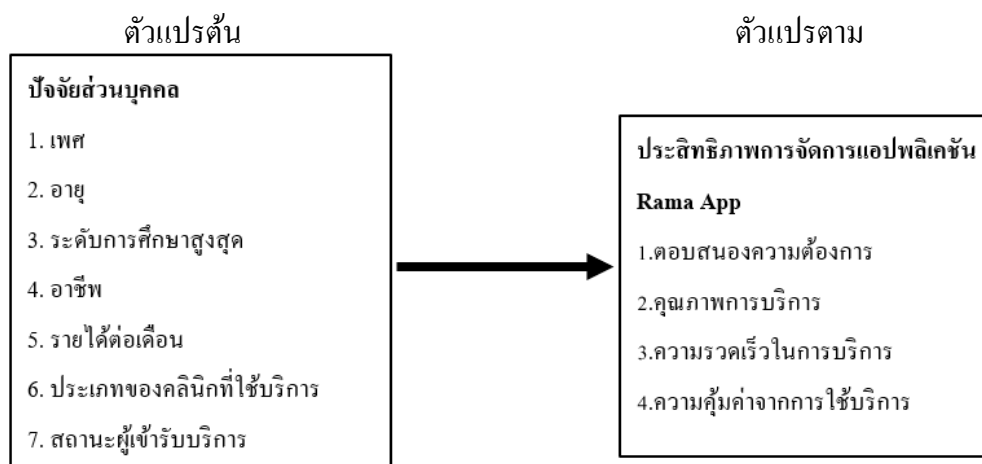 ตัวแปรต้น
ปัจจัยส่วนบุคคล
1. เพศ
2. อายุ
3. ระดับการศึกษาสูงสุด
4. อาชีพ
5. รายได้ต่อเดือน
6. ประเภทของคลินิกที่ใช้บริการ
7. สถานะผู้เข้ารับบริการ
ตัวแปรตาม
ประสิทธิภาพการจัดการแอปพลิเคชัน
Rama App
1.ตอบสนองความต้องการ
2.คุณภาพการบริการ
3.ความรวดเร็วในการบริการ
4.ความคุ้มค่าจากการใช้บริการ